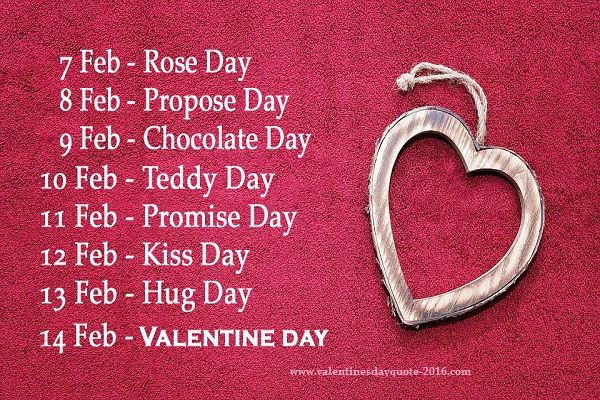 7 Feb - Rose Day
8 Feb - Propose Day
9 Feb - Chocolate Day
10 Feb - Teddy Day
11 Feb - Promise Day
12 Feb - Kiss Day
13 Feb - Hug Day
14 Feb - VALENTINE DAY
www.valentinesdayquote-2016.com